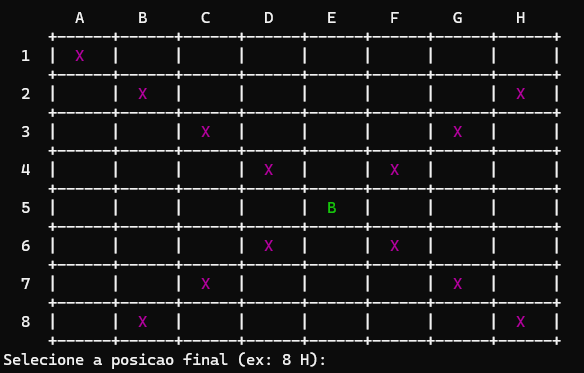 A B C D E F G H
1 X
2 X X
3 X X
4 X X
5 B
6 X X
7 X X
8 X X
Selecione a posicao final (ex: 8 H):